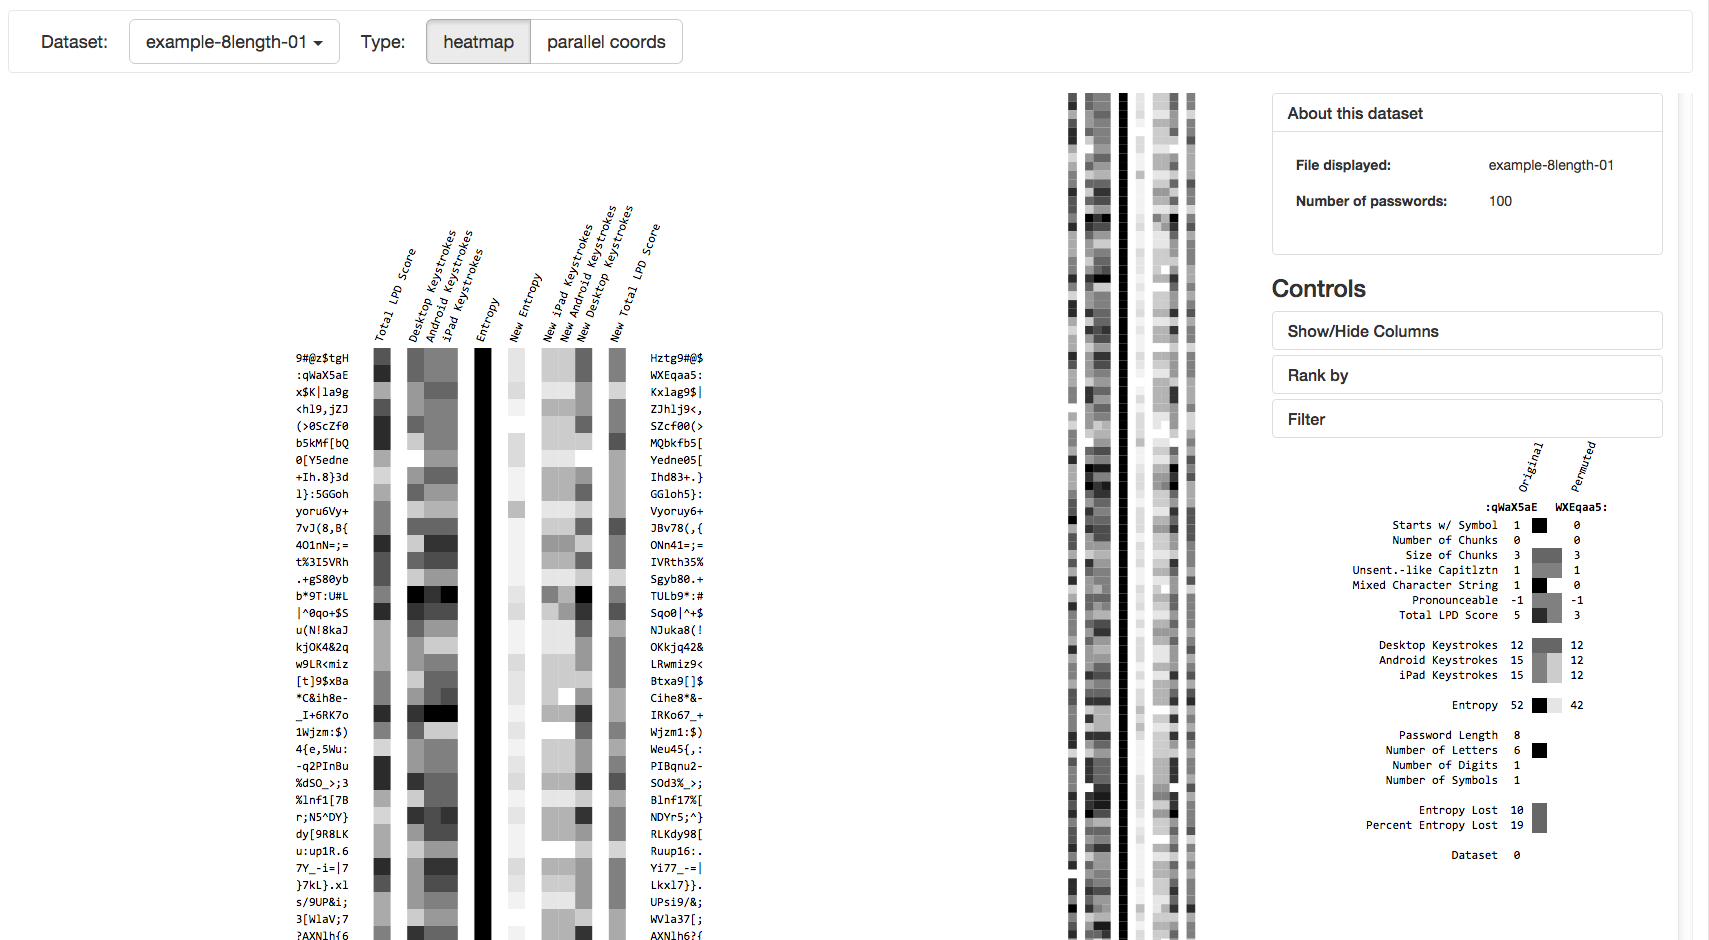 Dataset: example-8length-01 Type: heatmap parallel coords
Total LPD Score
Desktop Keystrokes
Android Keystrokes
iPad Keystrokes
Entropy
New Entropy
New iPad Keystrokes
New Android Keystrokes
New Desktop Keystrokes
New Total LPD Score
9#@z$tgH Hztg9#@$
:qWaX5aE WXEqaa5:
x$K|la9g Kxlag9$|
<hl9,jZJ ZJhlj9<,
(>0ScZf0 SZcf00(>
b5kMf[bQ MQbkfb5[
0[Y5edne Yedne05[
+Ih.8}3d Ihd83+.}
l}:5GGoh GGloh5}:
yoru6Vy+ Vyoruy6+
7vJ(8,B{ JBv78(,{
4O1nN=;= ONn41=;=
t%3I5VRh IVRth35%
.+gS80yb Sgyb80.+
b*9T:U#L TULb9*:#
|^0qo+$S Sqo0|^+$
u(N!8kaJ NJuka8(!
kjOK4&2q OKkjq42&
w9LR<miz LRwmiz9<
[t]9$xBa Btxa9[]$
*C&ih8e- Cihe8*&-
_I+6RK7o IRKo67_+
1Wjzm:$) Wjzm1:$)
4{e,5Wu: Weu45{,:
-q2PInBu PIBqnu2-
%dSO_>;3 SOd3%_>;
%lnf1[7B Blnf17%[
r;N5^DY} NDYr5;^}
dy[9R8LK RLKdy98[
u:up1R.6 Ruup16:.
7Y_-i=|7 Yi77_-=|
}7kL}.xl Lkxl7}}.
s/9UP&i; UPsi9/&;
3[WlaV;7 WVla37[;
?AXNlh{6 AXNlh6?{
About this dataset
File displayed: example-8length-01
Number of passwords: 100
Controls
Show/Hide Columns
Rank by
Filter
Original Permuted
:qWaX5aE WXEqaa5:
Starts w/ Symbol 1 0
Number of Chunks 0 0
Size of Chunks 3 3
Unsent.-like Capitlztn 1 1
Mixed Character String 1 0
Pronounceable -1 -1
Total LPD Score 5 3
Desktop Keystrokes 12 12
Android Keystrokes 15 12
iPad Keystrokes 15 12
Entropy 52 42
Password Length 8
Number of Letters 6
Number of Digits 1
Number of Symbols 1
Entropy Lost 10
Percent Entropy Lost 19
Dataset 0